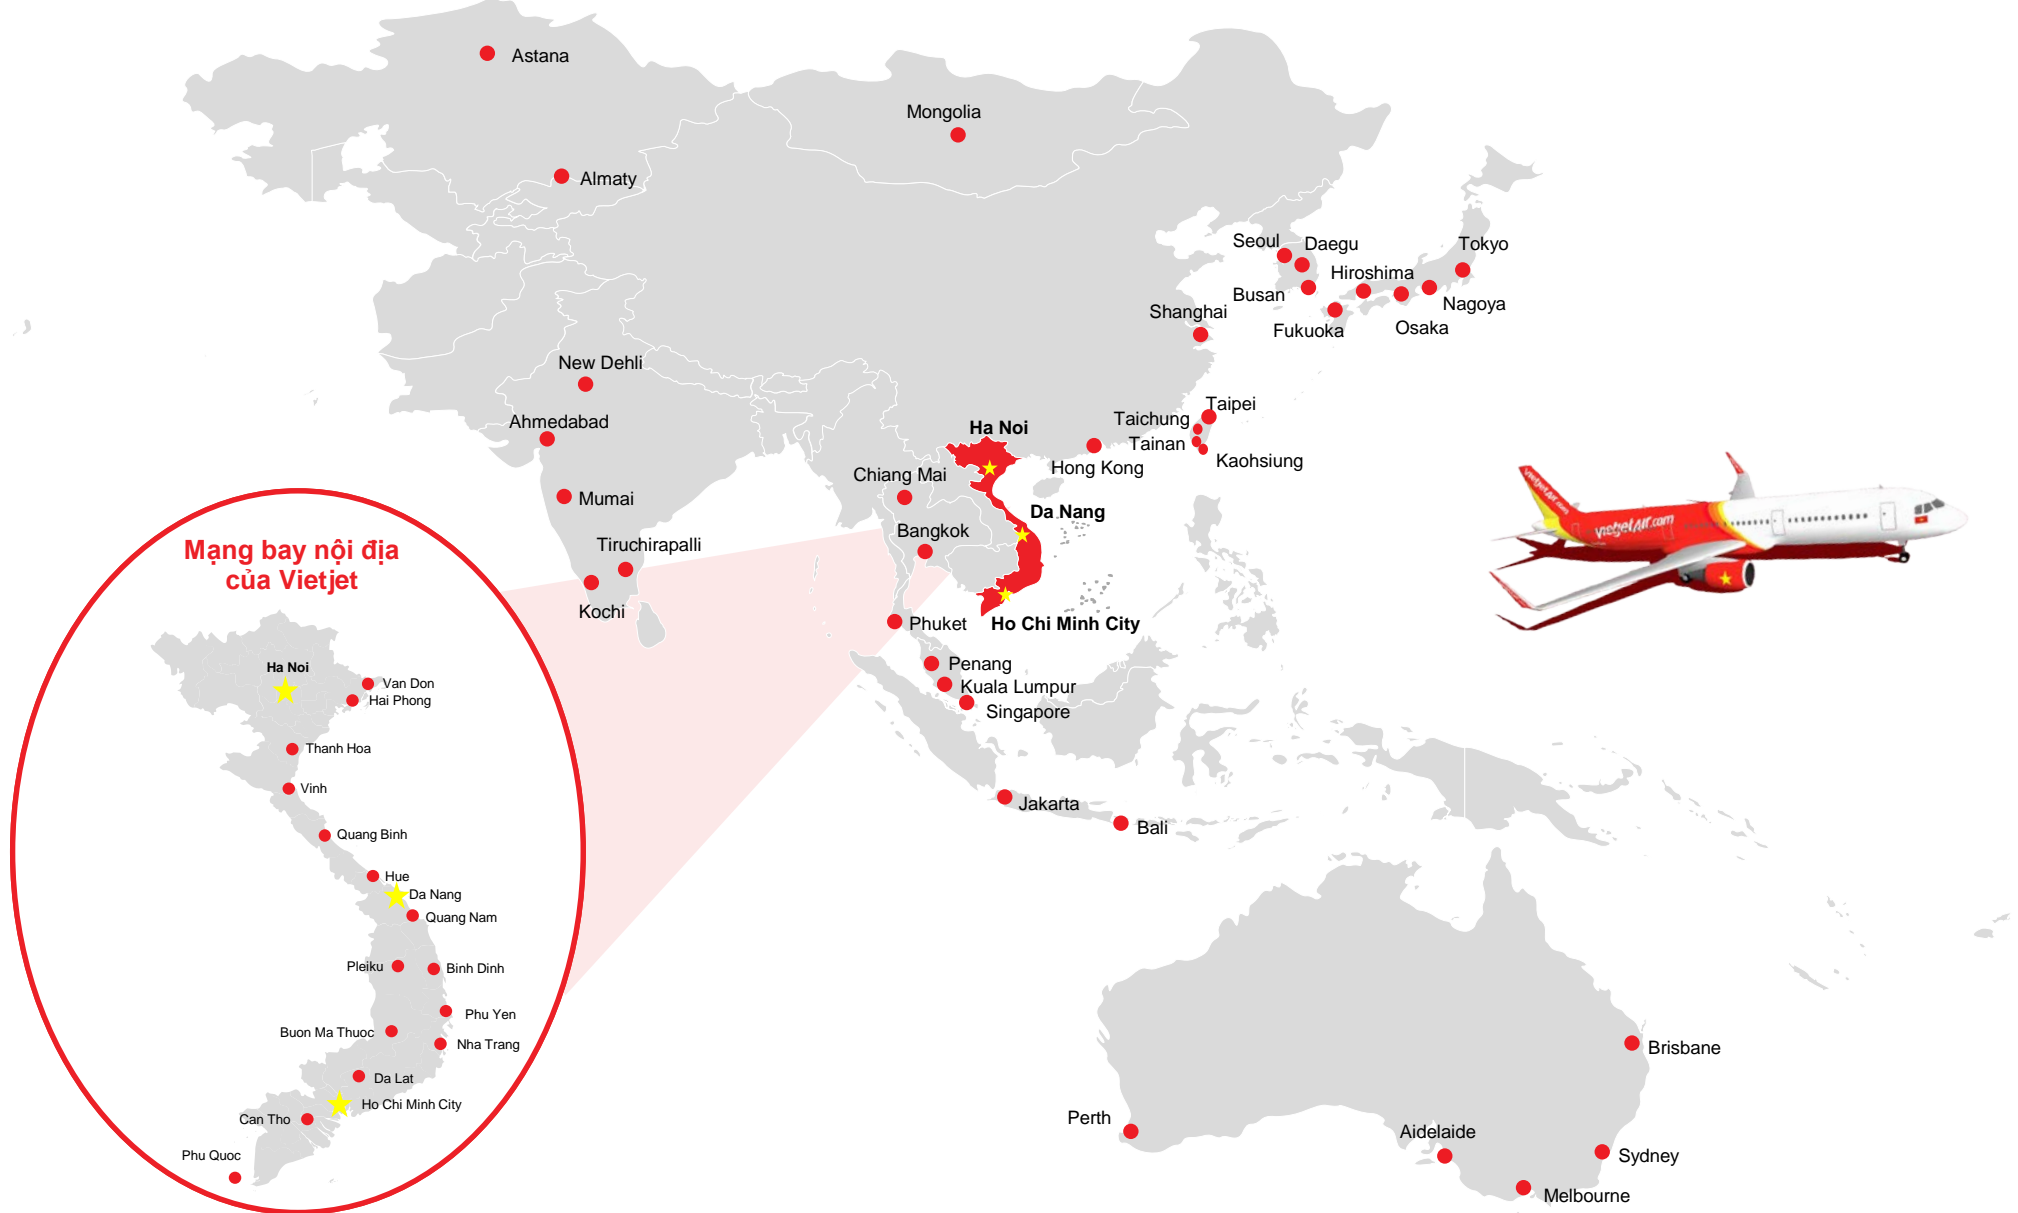 Astana
Mongolia
Almaty
Seoul
Daegu
Tokyo
Hiroshima
Busan
Nagoya
Shanghai
Fukuoka
Osaka
New Dehli
Ahmedabad
Taipei
Taichung
Ha Noi
Tainan
Kaohsiung
Hong Kong
Chiang Mai
Mumai
Da Nang
Bangkok
Tiruchirapalli
Kochi
Phuket
Ho Chi Minh City
Penang
Kuala Lumpur
Singapore
Jakarta
Bali
Brisbane
Perth
Aidelaide
Sydney
Melbourne
vietjetAir.com
vietjetAir.com
Mạng bay nội địa
của Vietjet
Ha Noi
Van Don
Hai Phong
Thanh Hoa
Vinh
Quang Binh
Hue
Da Nang
Quang Nam
Pleiku
Binh Dinh
Phu Yen
Buon Ma Thuoc
Nha Trang
Da Lat
Ho Chi Minh City
Can Tho
Phu Quoc